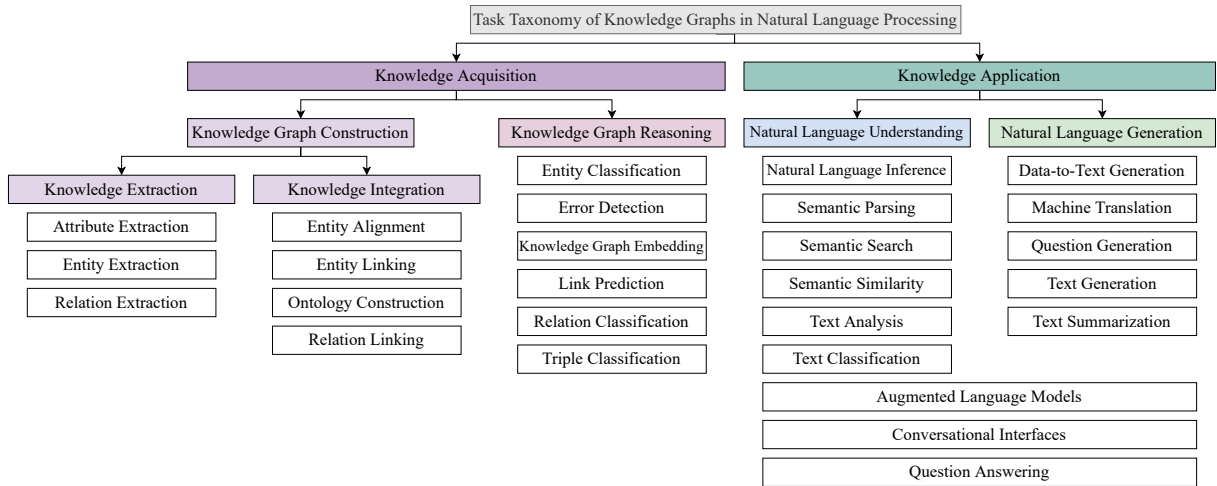 Task Taxonomy of Knowledge Graphs in Natural Language Processing
Knowledge Acquisition
Knowledge Application
Knowledge Graph Construction
Knowledge Graph Reasoning
Natural Language Understanding
Natural Language Generation
Knowledge Extraction
Knowledge Integration
Attribute Extraction
Entity Extraction
Relation Extraction
Entity Alignment
Entity Linking
Ontology Construction
Relation Linking
Entity Classification
Error Detection
Knowledge Graph Embedding
Link Prediction
Relation Classification
Triple Classification
Natural Language Inference
Semantic Parsing
Semantic Search
Semantic Similarity
Text Analysis
Text Classification
Data-to-Text Generation
Machine Translation
Question Generation
Text Generation
Text Summarization
Augmented Language Models
Conversational Interfaces
Question Answering